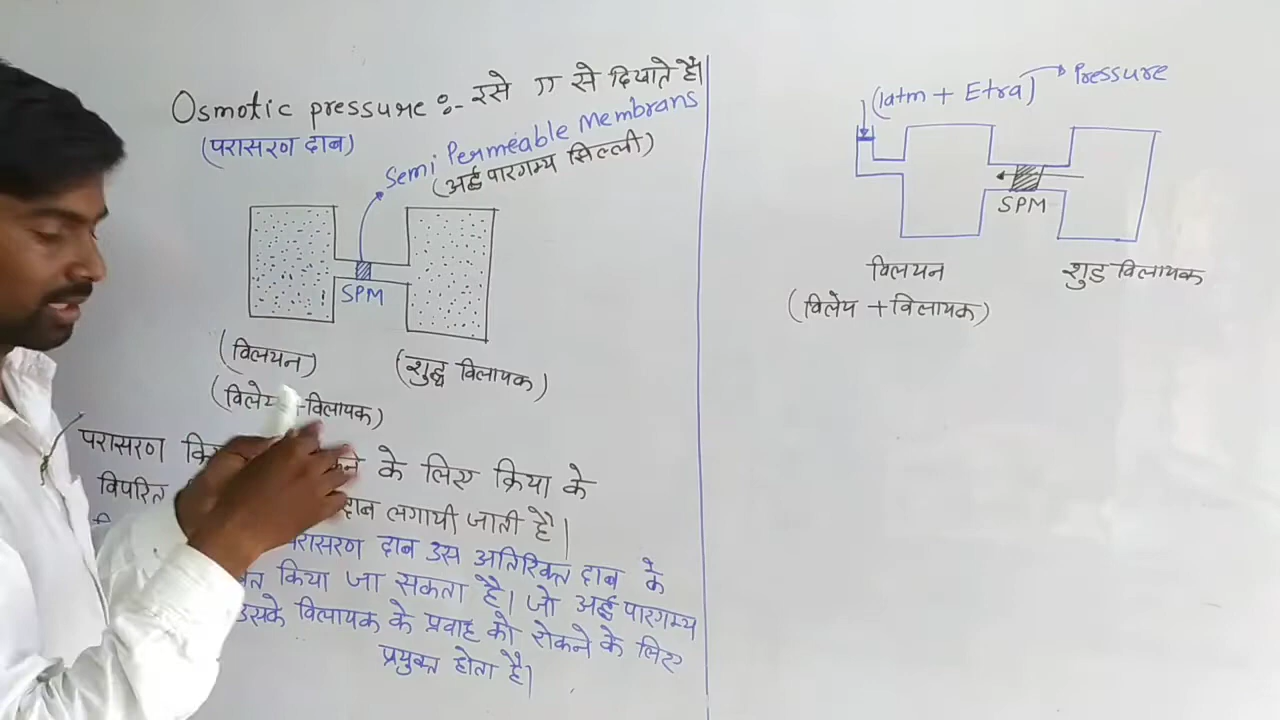 Osmotic pressure :- इसे π से दिखाते है।
(परासरण दाब)
Semi Permeable Membrans
(अर्द्ध पारगम्य झिल्ली)
SPM
(विलयन)
(शुद्ध विलायक)
(विलेय + विलायक)
परासरण के लिए क्रिया के
विपरित दाब लगायी जाती है।
परासरण दाब उस अतिरिक्त दाब के
किया जा सकता है। जो अर्द्ध पारगम्य
उसके विलायक के प्रवाह को रोकने के लिए
प्रयुक्त होता है।
(1atm + Etra) Pressure
SPM
विलयन
शुद्ध विलायक
(विलेय + विलायक)